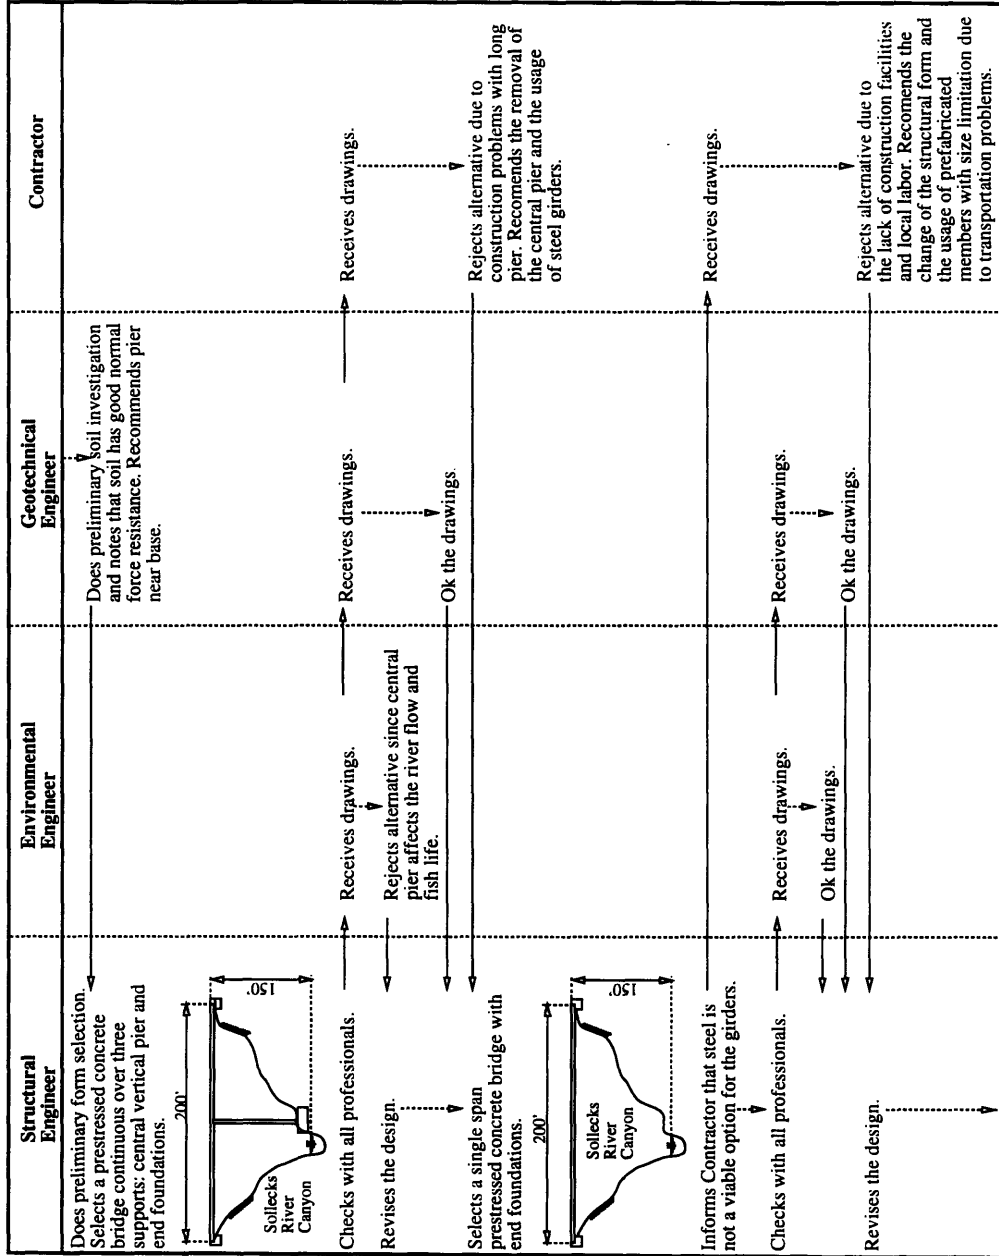 Structural
Engineer
Environmental
Engineer
Geotechnical
Engineer
Contractor
Does preliminary form selection.
Selects a prestressed concrete
bridge continuous over three
supports: central vertical pier and
end foundations.
Does preliminary soil investigation
and notes that soil has good normal
force resistance. Recommends pier
near base.
200'
150'
Sollecks
River
Canyon
Checks with all professionals.
Receives drawings.
Receives drawings.
Receives drawings.
Revises the design.
Rejects alternative since central
pier affects the river flow and
fish life.
Ok the drawings.
Selects a single span
prestressed concrete bridge with
end foundations.
Rejects alternative due to
construction problems with long
pier. Recomends the removal of
the central pier and the usage
of steel girders.
200'
150'
Sollecks
River
Canyon
Informs Contractor that steel is
not a viable option for the girders.
Receives drawings.
Checks with all professionals.
Receives drawings.
Receives drawings.
Ok the drawings.
Ok the drawings.
Revises the design.
Rejects alternative due to
the lack of construction facilities
and local labor. Recomends the
change of the structural form and
the usage of prefabricated
members with size limitation due
to transportation problems.